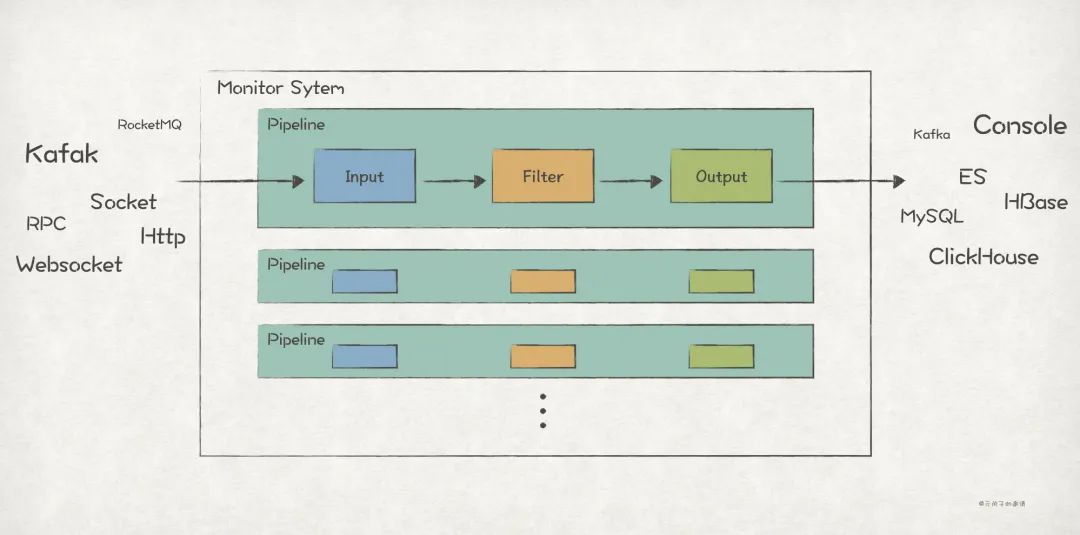 Monitor Sytem
RocketMQ
Kafak
Socket
RPC
Http
Websocket
Pipeline
Input
Filter
Output
Pipeline
Pipeline
Kafka
Console
ES
HBase
MySQL
ClickHouse